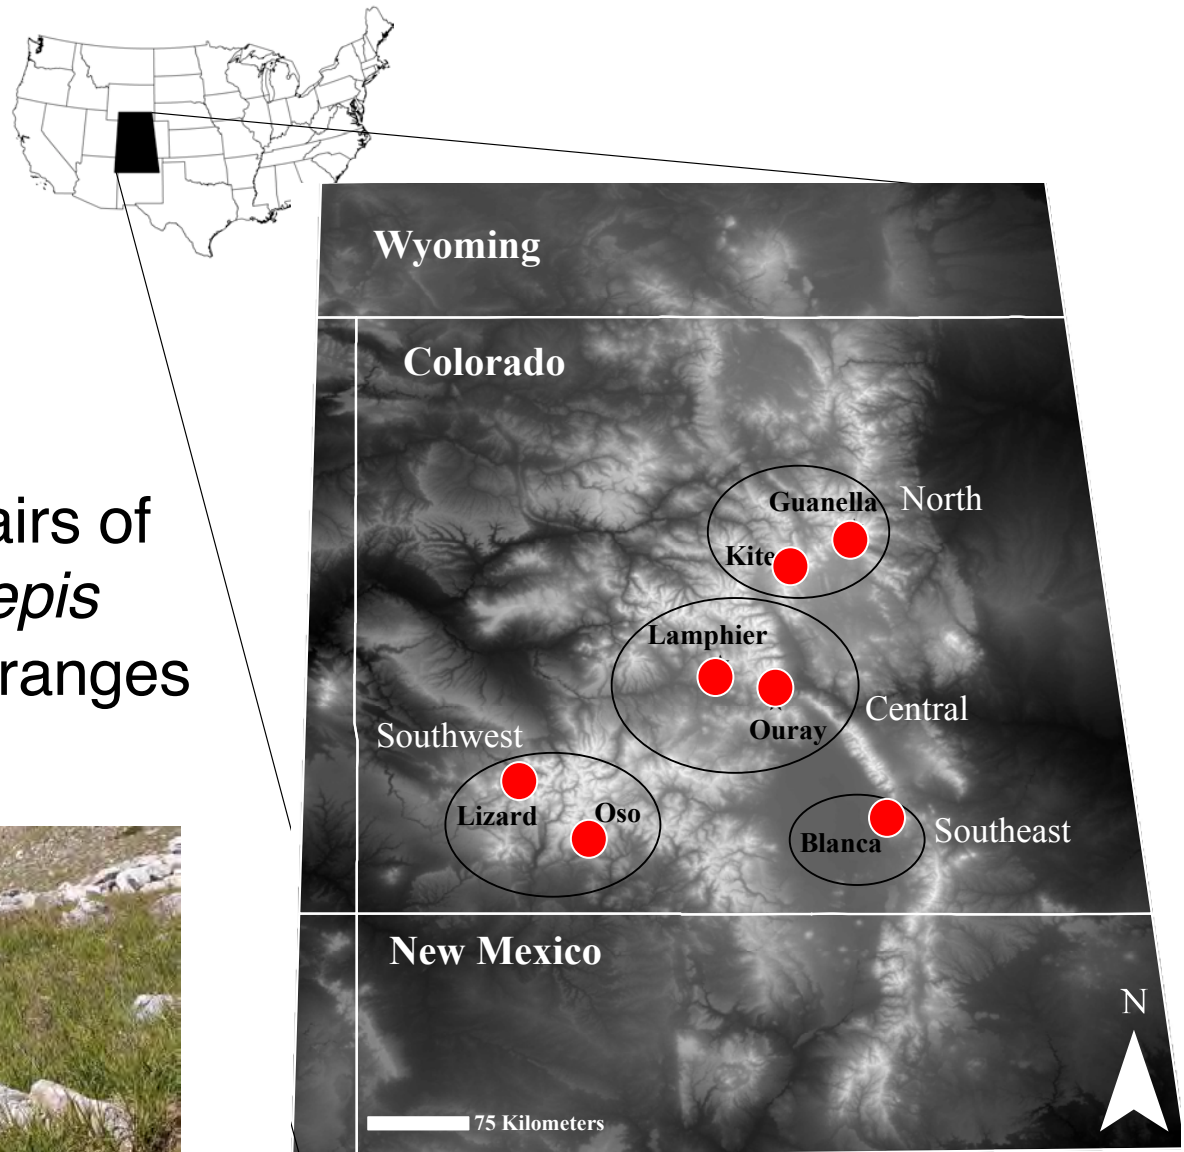 Wyoming
Colorado
Guanella
North
Kite
airs of
epis
ranges
Lamphier
Central
Ouray
Southwest
Lizard
Oso
Blanca
Southeast
New Mexico
N
75 Kilometers